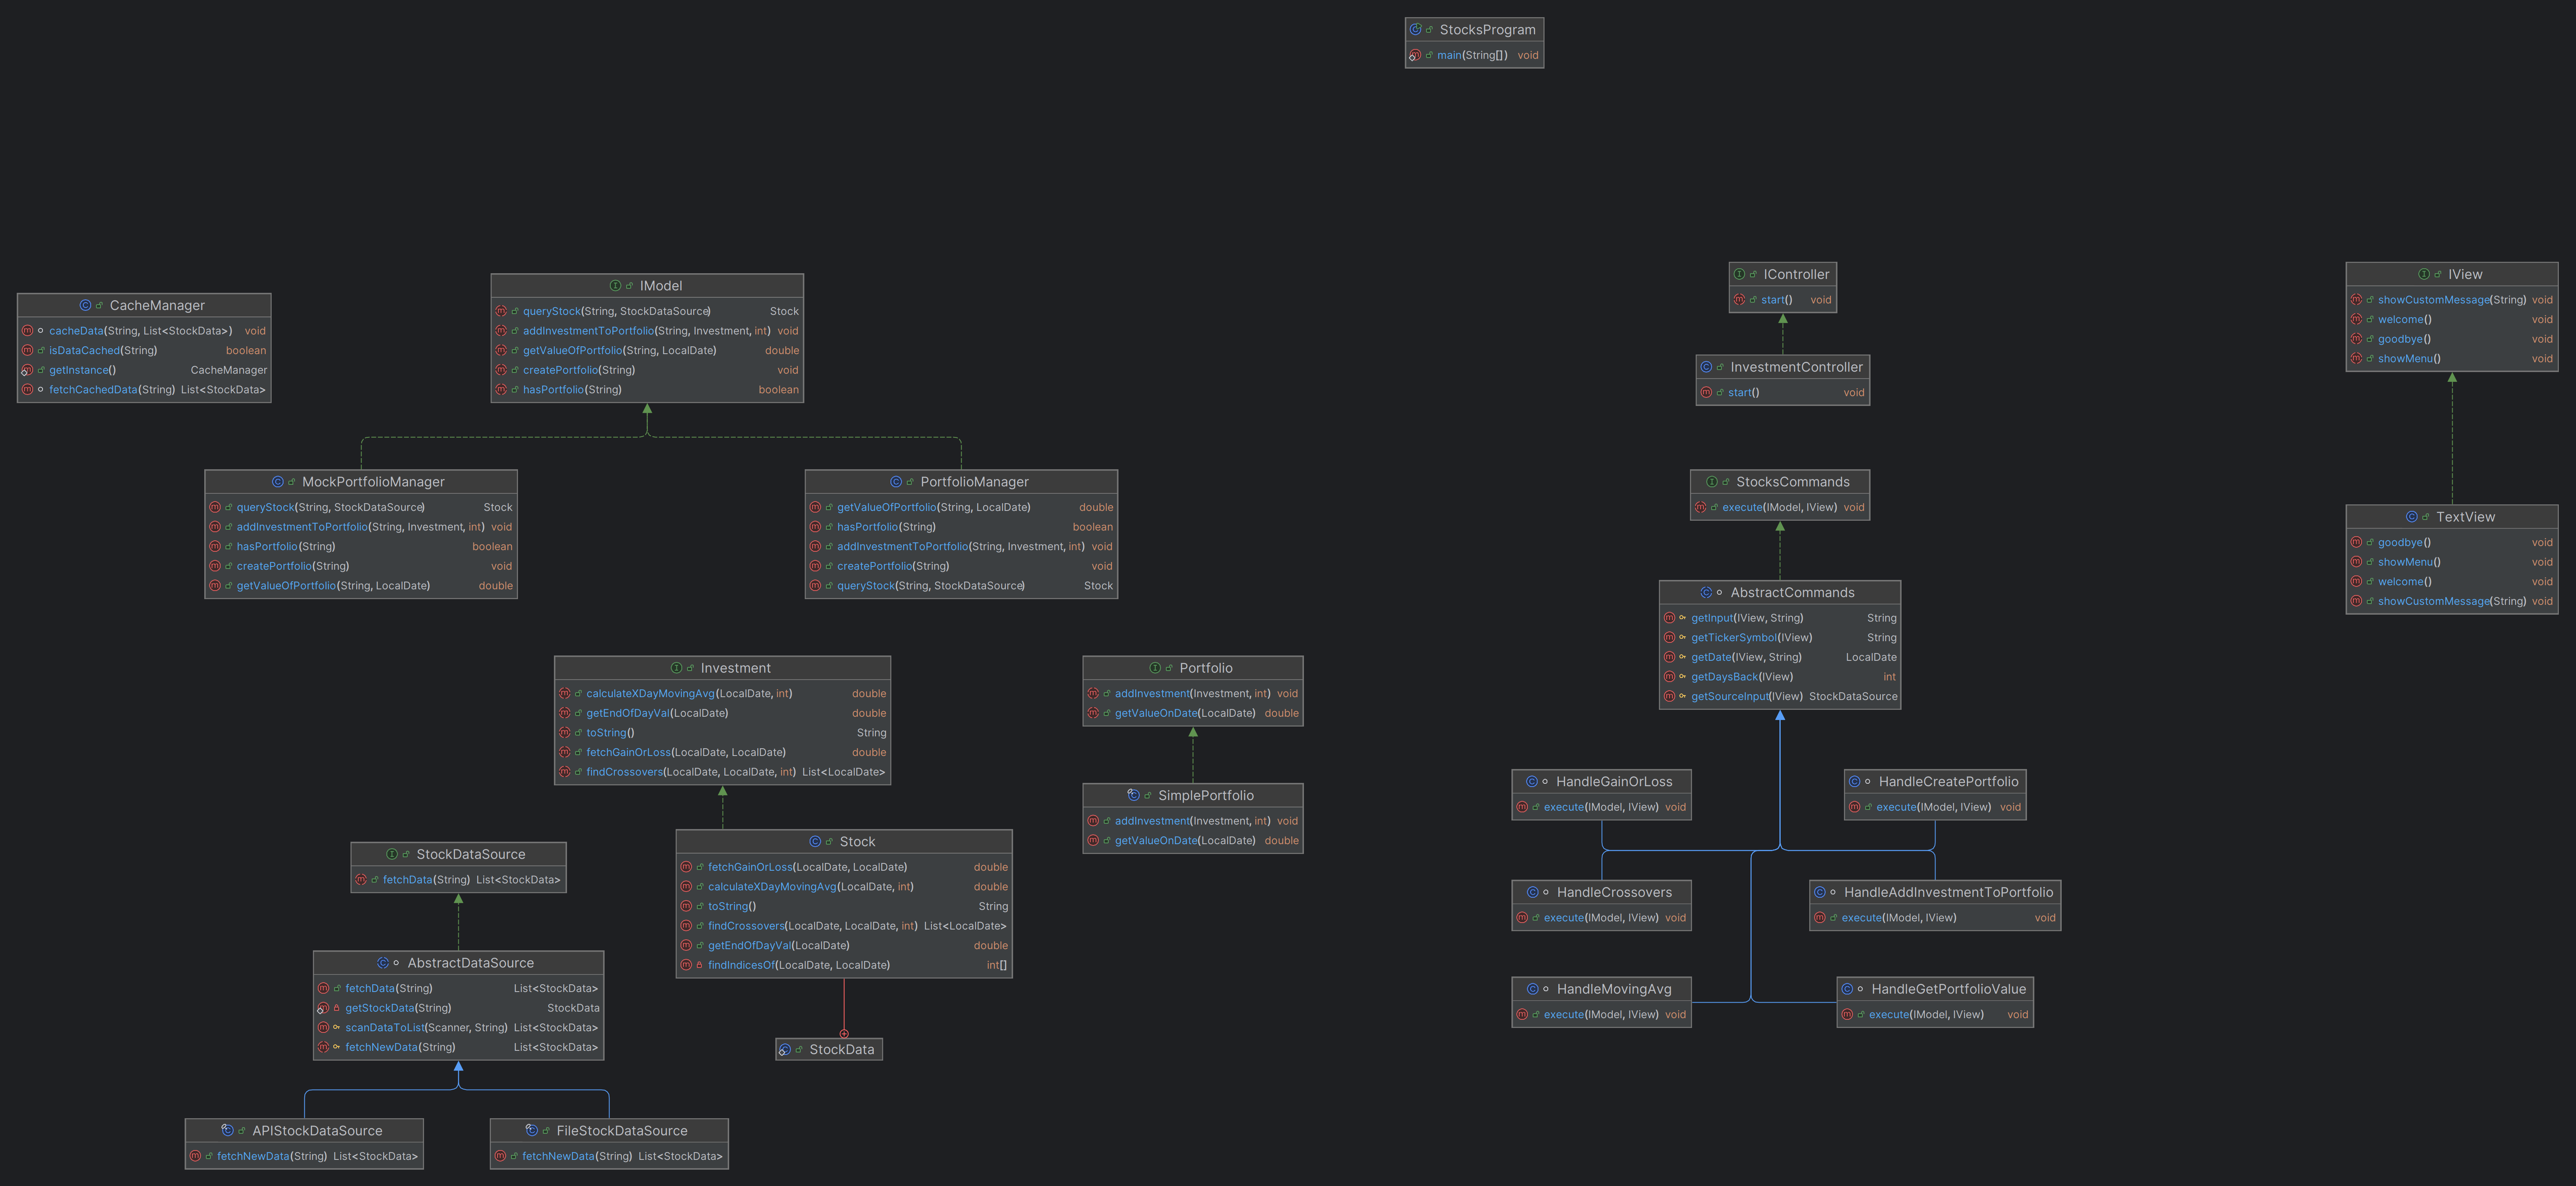 StocksProgram
main(String[]) void
CacheManager
cacheData(String, List<StockData>) void
isDataCached(String) boolean
getInstance() CacheManager
fetchCachedData(String) List<StockData>
IModel
queryStock(String, StockDataSource) Stock
addInvestmentToPortfolio(String, Investment, int) void
getValueOfPortfolio(String, LocalDate) double
createPortfolio(String) void
hasPortfolio(String) boolean
IController
start() void
InvestmentController
start() void
IView
showCustomMessage(String) void
welcome() void
goodbye() void
showMenu() void
MockPortfolioManager
queryStock(String, StockDataSource) Stock
addInvestmentToPortfolio(String, Investment, int) void
hasPortfolio(String) boolean
createPortfolio(String) void
getValueOfPortfolio(String, LocalDate) double
PortfolioManager
getValueOfPortfolio(String, LocalDate) double
hasPortfolio(String) boolean
addInvestmentToPortfolio(String, Investment, int) void
createPortfolio(String) void
queryStock(String, StockDataSource) Stock
StocksCommands
execute(IModel, IView) void
TextView
goodbye() void
showMenu() void
welcome() void
showCustomMessage(String) void
AbstractCommands
getInput(IView, String) String
getTickerSymbol(IView) String
getDate(IView, String) LocalDate
getDaysBack(IView) int
getSourceInput(IView) StockDataSource
Investment
calculateXDayMovingAvg(LocalDate, int) double
getEndOfDayVal(LocalDate) double
toString() String
fetchGainOrLoss(LocalDate, LocalDate) double
findCrossovers(LocalDate, LocalDate, int) List<LocalDate>
Portfolio
addInvestment(Investment, int) void
getValueOnDate(LocalDate) double
SimplePortfolio
addInvestment(Investment, int) void
getValueOnDate(LocalDate) double
Stock
fetchGainOrLoss(LocalDate, LocalDate) double
calculateXDayMovingAvg(LocalDate, int) double
toString() String
findCrossovers(LocalDate, LocalDate, int) List<LocalDate>
getEndOfDayVal(LocalDate) double
findIndicesOf(LocalDate, LocalDate) int[]
StockData
StockDataSource
fetchData(String) List<StockData>
AbstractDataSource
fetchData(String) List<StockData>
getStockData(String) StockData
scanDataToList(Scanner, String) List<StockData>
fetchNewData(String) List<StockData>
APIStockDataSource
fetchNewData(String) List<StockData>
FileStockDataSource
fetchNewData(String) List<StockData>
HandleGainOrLoss
execute(IModel, IView) void
HandleCreatePortfolio
execute(IModel, IView) void
HandleCrossovers
execute(IModel, IView) void
HandleAddInvestmentToPortfolio
execute(IModel, IView) void
HandleMovingAvg
execute(IModel, IView) void
HandleGetPortfolioValue
execute(IModel, IView) void